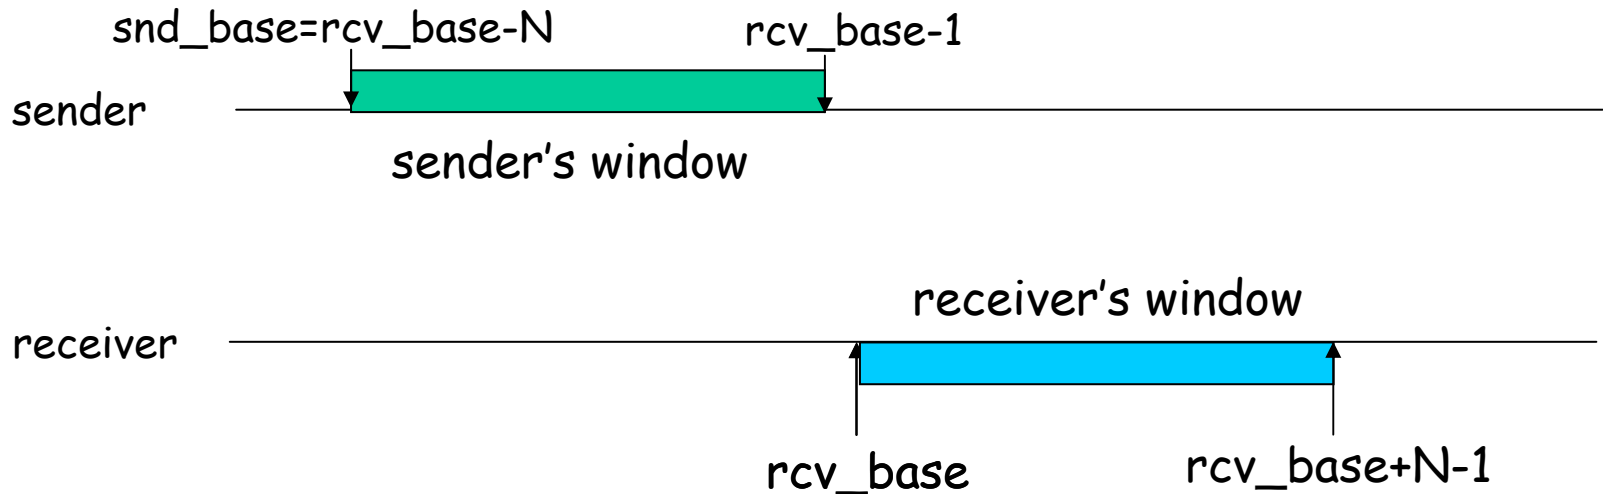 snd_base=rcv_base-N
rcv_base-1
sender
sender's window
receiver's window
receiver
rcv_base
rcv_base+N-1